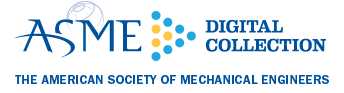 ASME DIGITAL
COLLECTION
THE AMERICAN SOCIETY OF MECHANICAL ENGINEERS